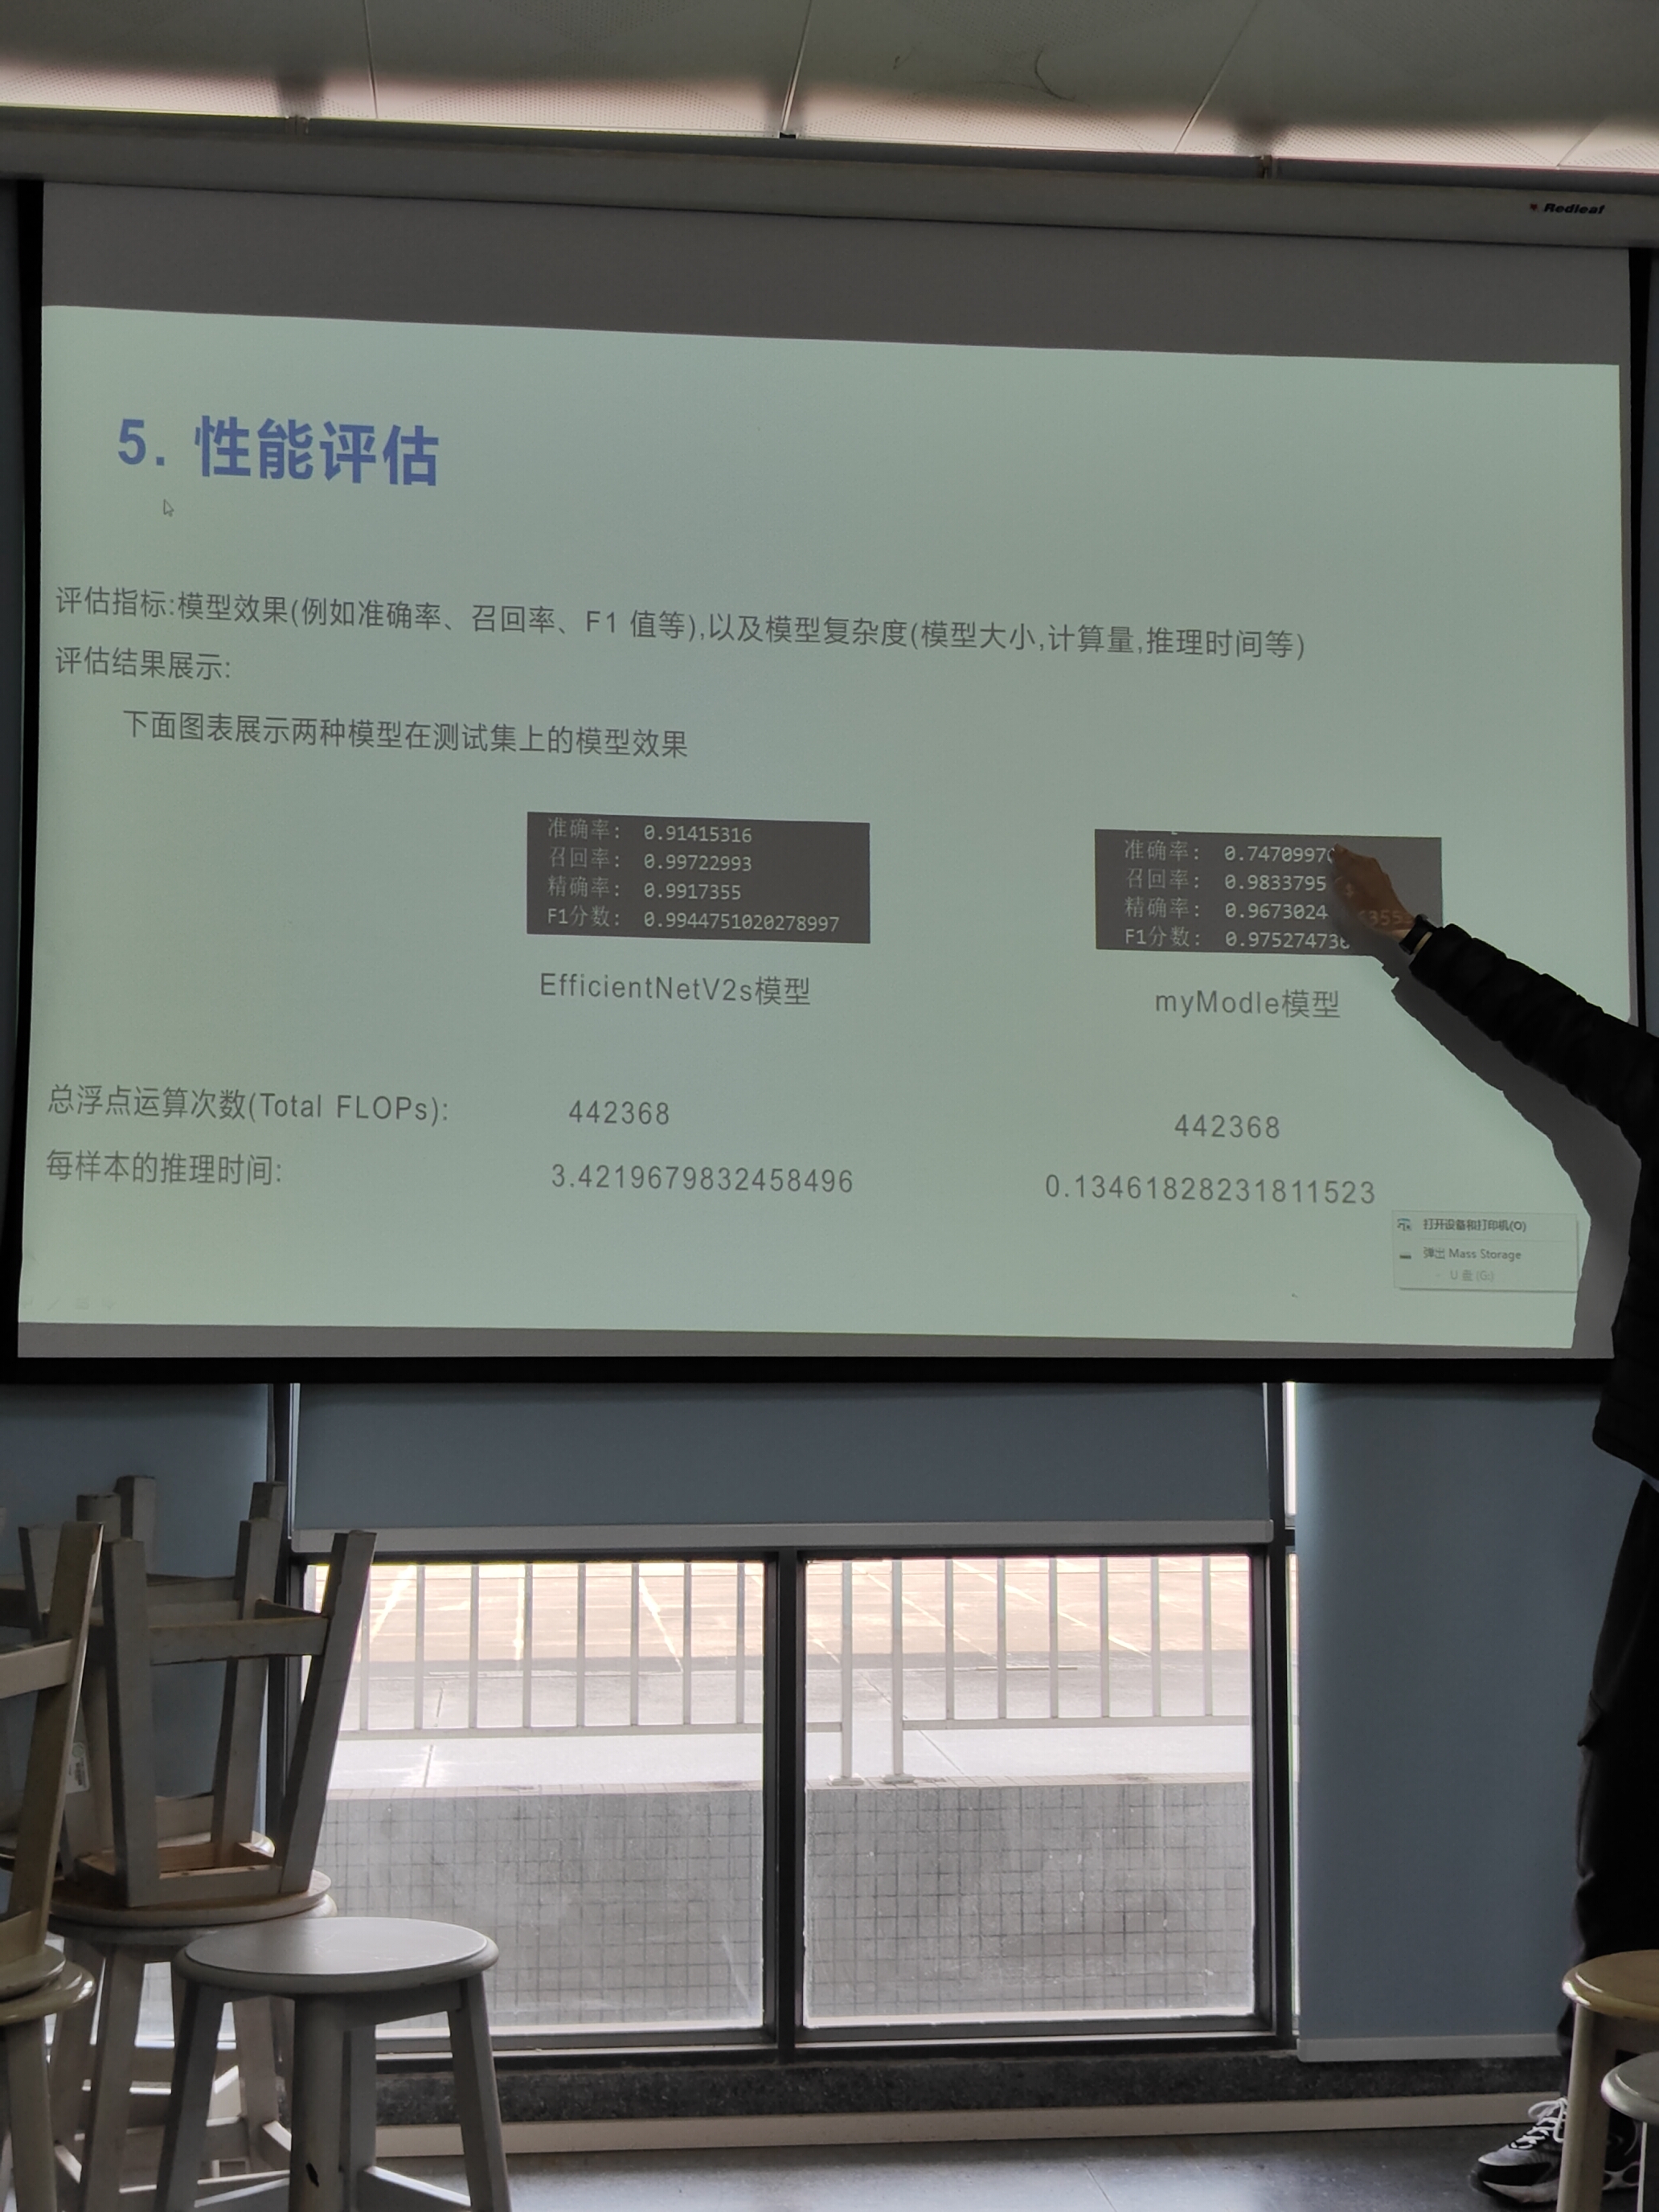 Redleaf
5. 性能评估
评估指标:模型效果(例如准确率、召回率、F1 值等),以及模型复杂度(模型大小,计算量,推理时间等)
评估结果展示:
下面图表展示两种模型在测试集上的模型效果
准确率: 0.91415316
召回率: 0.99722993
精确率: 0.9917355
F1分数: 0.9944751020278997
EfficientNetV2s模型
准确率: 0.7470997
召回率: 0.9833795
精确率: 0.9673024
F1分数: 0.97527473
myModle模型
总浮点运算次数(Total FLOPs): 442368 442368
每样本的推理时间: 3.4219679832458496 0.13461828231811523
打开设备和打印机(O)
弹出 Mass Storage
- U 盘 (G:)